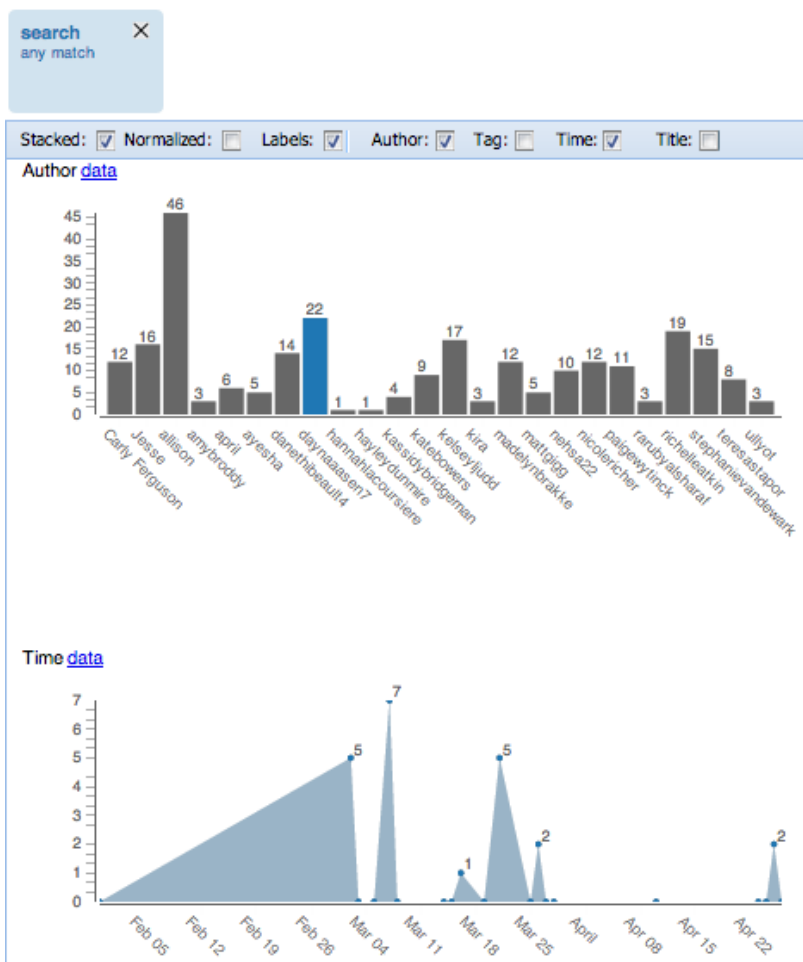 search
any match
Stacked: Normalized: Labels: Author: Tag: Time: Title:
Author data
45
40
35
30
25
20
15
10
5
0
12
16
46
3
6
5
14
22
1
1
4
9
17
3
12
5
10
12
11
3
19
15
8
3
Carly Ferguson
Jesse
allison
amybroddy
april
ayesha
danethibeault4
daynaaasen7
hannahlacoursiere
hayleydunmire
kassidybridgeman
katebowers
kelseyljudd
kira
madelynbrakke
mattgigg
nehsa22
nicolericher
paigewytinck
rarubyalsharaf
richelleatkin
stephanievandewark
teresastapor
ullyot
Time data
7
6
5
4
3
2
1
0
5
7
1
5
2
2
Feb 05
Feb 12
Feb 19
Feb 26
Mar 04
Mar 11
Mar 18
Mar 25
April
Apr 08
Apr 15
Apr 22